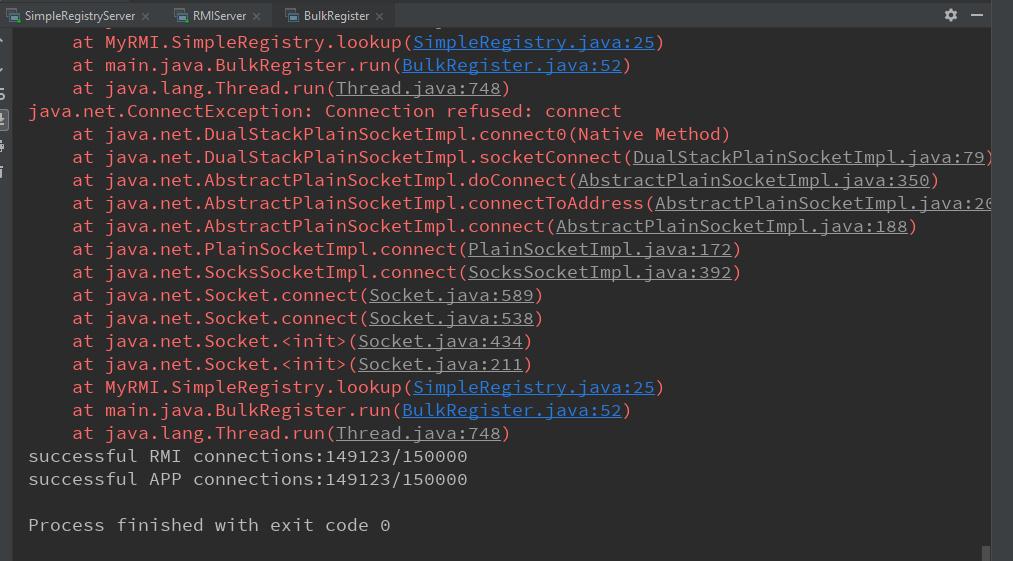 SimpleRegistryServer × RMIServer × BulkRegister ×
at MyRMI.SimpleRegistry.lookup(SimpleRegistry.java:25)
at main.java.BulkRegister.run(BulkRegister.java:52)
at java.lang.Thread.run(Thread.java:748)
java.net.ConnectException: Connection refused: connect
at java.net.DualStackPlainSocketImpl.connect0(Native Method)
at java.net.DualStackPlainSocketImpl.socketConnect(DualStackPlainSocketImpl.java:79)
at java.net.AbstractPlainSocketImpl.doConnect(AbstractPlainSocketImpl.java:350)
at java.net.AbstractPlainSocketImpl.connectToAddress(AbstractPlainSocketImpl.java:20
at java.net.AbstractPlainSocketImpl.connect(AbstractPlainSocketImpl.java:188)
at java.net.PlainSocketImpl.connect(PlainSocketImpl.java:172)
at java.net.SocksSocketImpl.connect(SocksSocketImpl.java:392)
at java.net.Socket.connect(Socket.java:589)
at java.net.Socket.connect(Socket.java:538)
at java.net.Socket.<init>(Socket.java:434)
at java.net.Socket.<init>(Socket.java:211)
at MyRMI.SimpleRegistry.lookup(SimpleRegistry.java:25)
at main.java.BulkRegister.run(BulkRegister.java:52)
at java.lang.Thread.run(Thread.java:748)
successful RMI connections:149123/150000
successful APP connections:149123/150000
Process finished with exit code 0